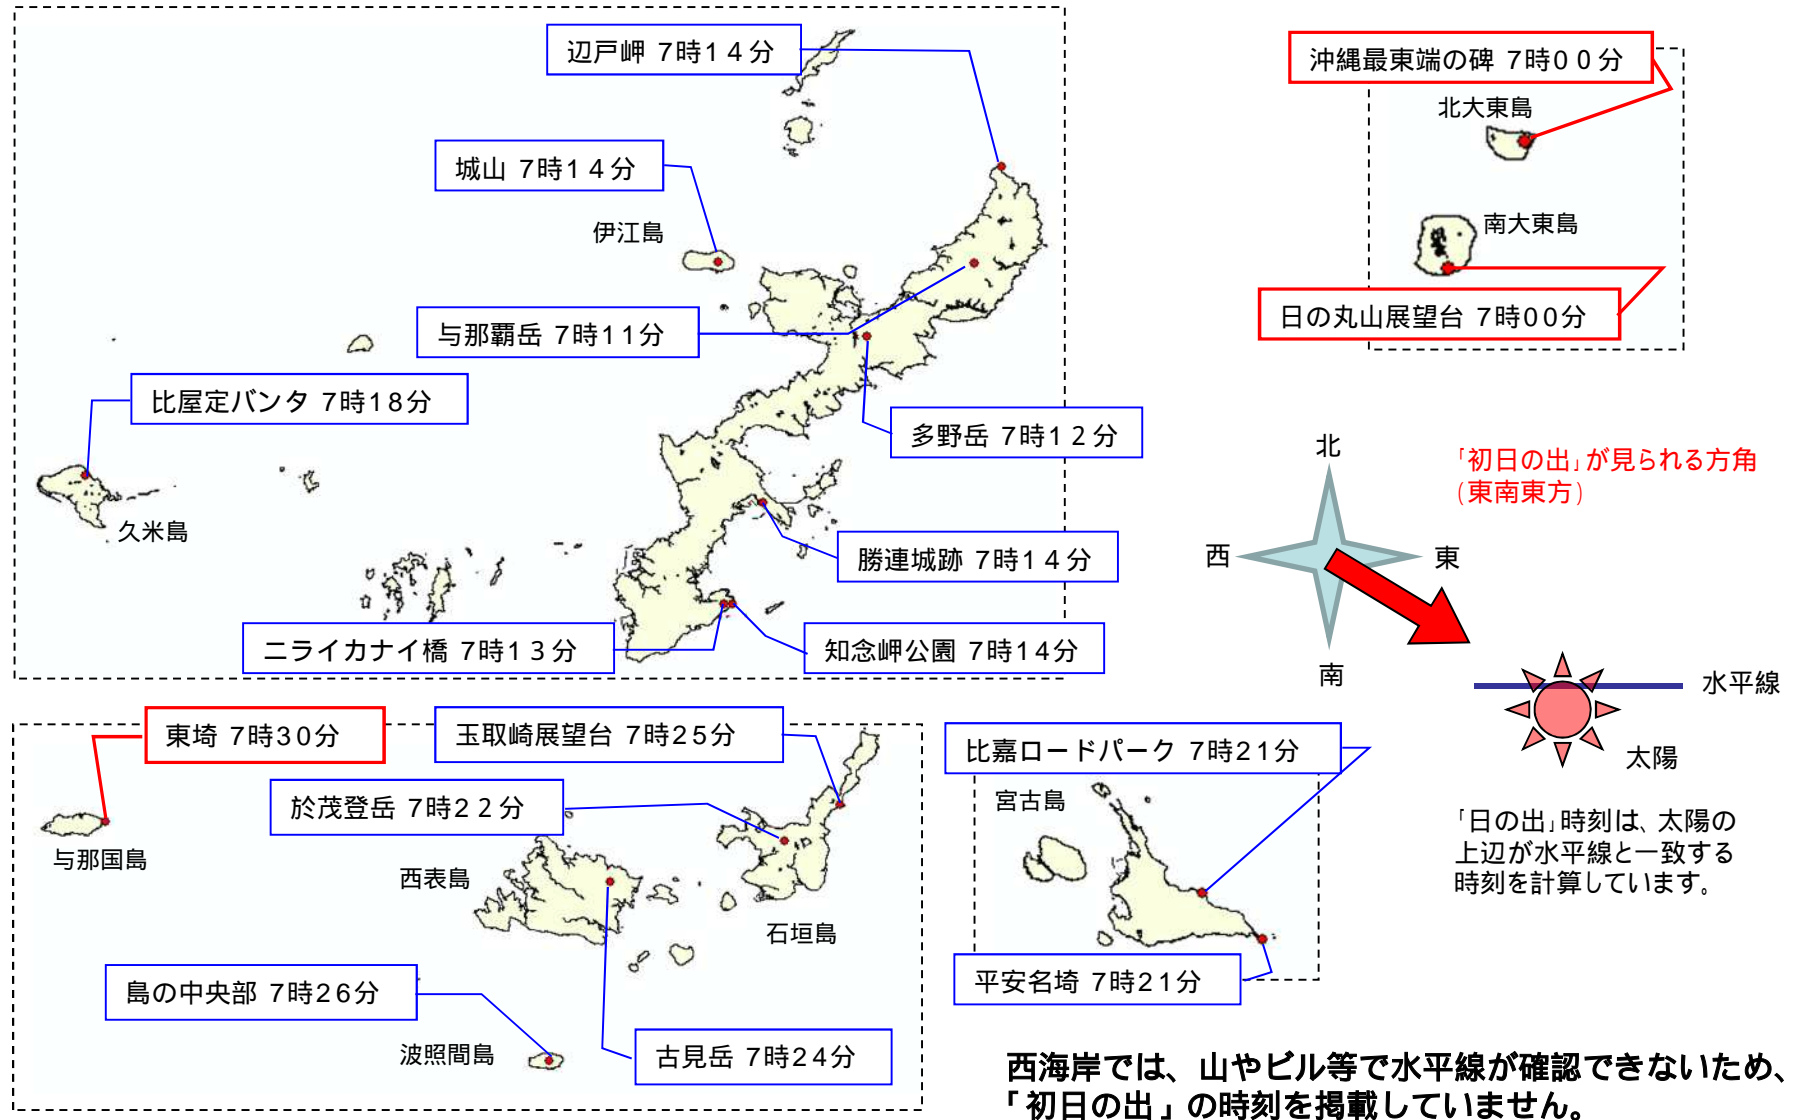 辺戸岬 7時14分
沖縄最東端の碑 7時00分
北大東島
城山 7時14分
伊江島
南大東島
与那覇岳 7時11分
日の丸山展望台 7時00分
比屋定バンタ 7時18分
多野岳 7時12分
久米島
勝連城跡 7時14分
ニライカナイ橋 7時13分
知念岬公園 7時14分
北
西
東
南
「初日の出」が見られる方角
(東南東方)
水平線
太陽
「日の出」時刻は、太陽の
上辺が水平線と一致する
時刻を計算しています。
東埼 7時30分
玉取崎展望台 7時25分
於茂登岳 7時22分
与那国島
西表島
石垣島
島の中央部 7時26分
波照間島
古見岳 7時24分
比嘉ロードパーク 7時21分
宮古島
平安名埼 7時21分
西海岸では、山やビル等で水平線が確認できないため、
「初日の出」の時刻を掲載していません。